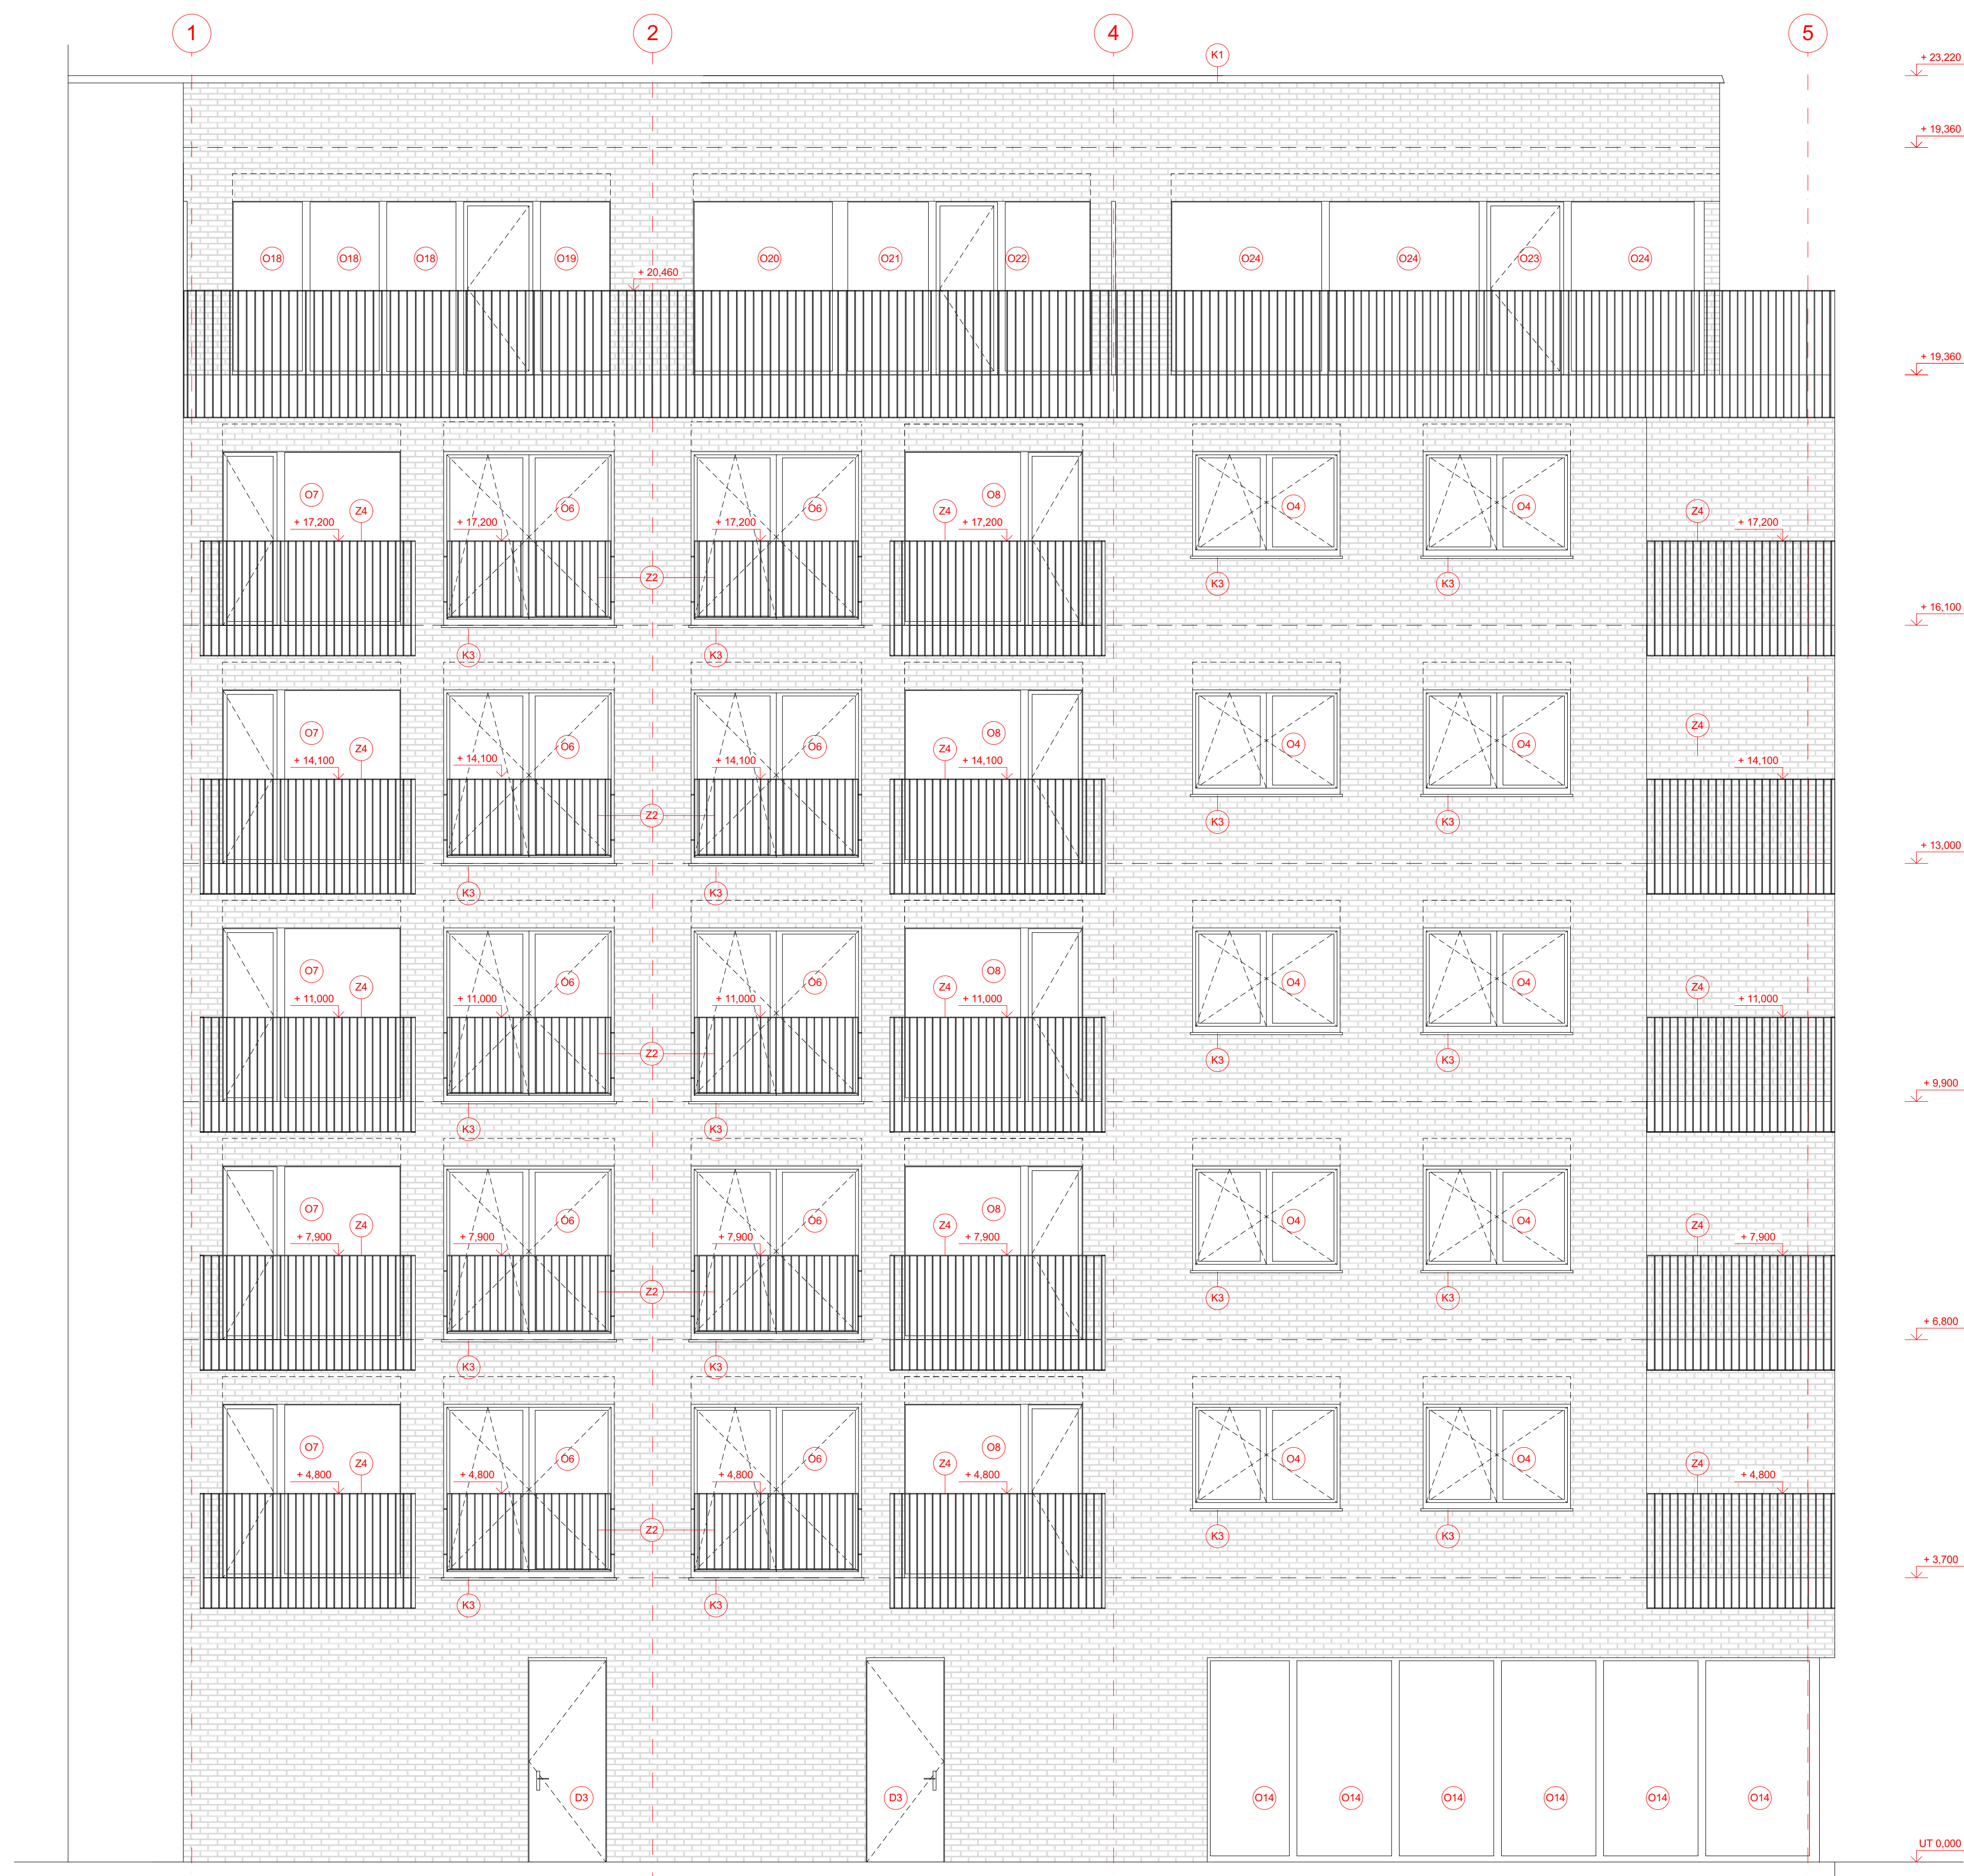 1 2 4 5
K1
+ 23,220
+ 19,360
O18 O18 O18 O19 O20 O21 O22 O24 O24 O23 O24
+ 20,460
+ 19,360
O7 O6 O6 O8 O4 O4
Z4 Z4 Z4
+ 17,200 + 17,200 + 17,200 + 17,200 + 17,200
Z2 K3 K3
+ 16,100
K3 K3
O7 O6 O6 O8 O4 O4
Z4 Z4 Z4
+ 14,100 + 14,100 + 14,100 + 14,100 + 14,100
Z2 K3 K3
+ 13,000
K3 K3
O7 O6 O6 O8 O4 O4
Z4 Z4 Z4
+ 11,000 + 11,000 + 11,000 + 11,000 + 11,000
Z2 K3 K3
+ 9,900
K3 K3
O7 O6 O6 O8 O4 O4
Z4 Z4 Z4
+ 7,900 + 7,900 + 7,900 + 7,900 + 7,900
Z2 K3 K3
+ 6,800
K3 K3
O7 O6 O6 O8 O4 O4
Z4 Z4 Z4
+ 4,800 + 4,800 + 4,800 + 4,800 + 4,800
Z2 K3 K3
+ 3,700
K3 K3
D3 D3 O14 O14 O14 O14 O14 O14
UT 0,000